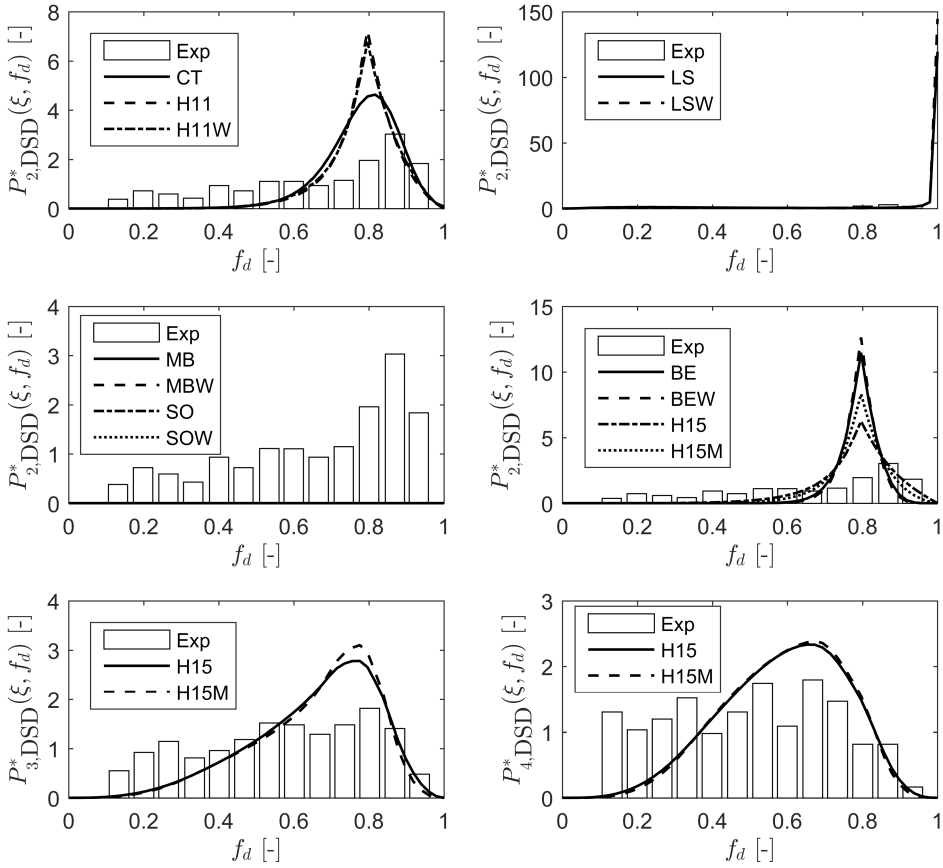 P*2,DSD(ξ, fd) [-]
8
6
4
2
0
Exp
CT
H11
H11W
0 0.2 0.4 0.6 0.8 1
fd [-]
P*2,DSD(ξ, fd) [-]
150
100
50
0
Exp
LS
LSW
0 0.2 0.4 0.6 0.8 1
fd [-]
P*2,DSD(ξ, fd) [-]
4
3
2
1
0
Exp
MB
MBW
SO
SOW
0 0.2 0.4 0.6 0.8 1
fd [-]
P*2,DSD(ξ, fd) [-]
15
10
5
0
Exp
BE
BEW
H15
H15M
0 0.2 0.4 0.6 0.8 1
fd [-]
P*3,DSD(ξ, fd) [-]
4
3
2
1
0
Exp
H15
H15M
0 0.2 0.4 0.6 0.8 1
fd [-]
P*4,DSD(ξ, fd) [-]
3
2
1
0
Exp
H15
H15M
0 0.2 0.4 0.6 0.8 1
fd [-]